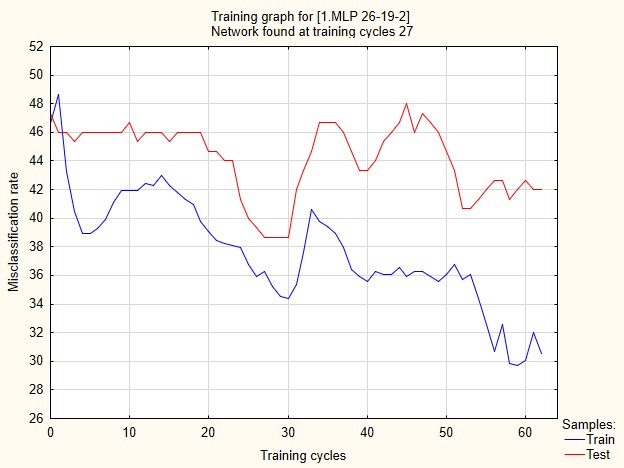 Training graph for [1.MLP 26-19-2]
Network found at training cycles 27
52
50
48
46
44
42
40
38
36
34
32
30
28
26
Misclassification rate
0 10 20 30 40 50 60
Training cycles
Samples:
Train
Test